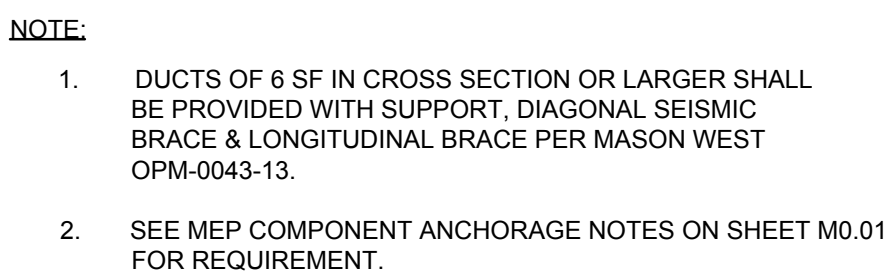 NOTE:
1. DUCTS OF 6 SF IN CROSS SECTION OR LARGER SHALL
BE PROVIDED WITH SUPPORT, DIAGONAL SEISMIC
BRACE & LONGITUDINAL BRACE PER MASON WEST
OPM-0043-13.
2. SEE MEP COMPONENT ANCHORAGE NOTES ON SHEET M0.01
FOR REQUIREMENT.